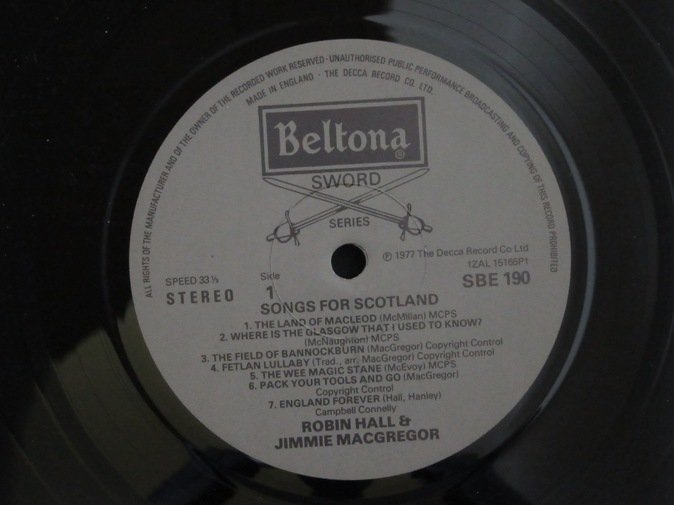 ALL RIGHTS OF THE MANUFACTURER AND OF THE OWNER OF THE RECORDED WORK RESERVED · UNAUTHORISED PUBLIC PERFORMANCE BROADCASTING AND COPYING OF THIS RECORD PROHIBITED
MADE IN ENGLAND · THE DECCA RECORD CO. LTD.
Beltona ®
SWORD
SERIES
℗ 1977 The Decca Record Co Ltd
1ZAL 15165P1
SPEED 33⅓
Side
STEREO
1
SBE 190
SONGS FOR SCOTLAND
1. THE LAND OF MACLEOD (McMillan) MCPS
2. WHERE IS THE GLASGOW THAT I USED TO KNOW?
(McNaughton) MCPS
3. THE FIELD OF BANNOCKBURN (MacGregor) Copyright Control
4. FETLAN LULLABY (Trad., arr. MacGregor) Copyright Control
5. THE WEE MAGIC STANE (McEvoy) MCPS
6. PACK YOUR TOOLS AND GO (MacGregor)
Copyright Control
7. ENGLAND FOREVER (Hall, Hanley)
Campbell Connelly
ROBIN HALL &
JIMMIE MACGREGOR